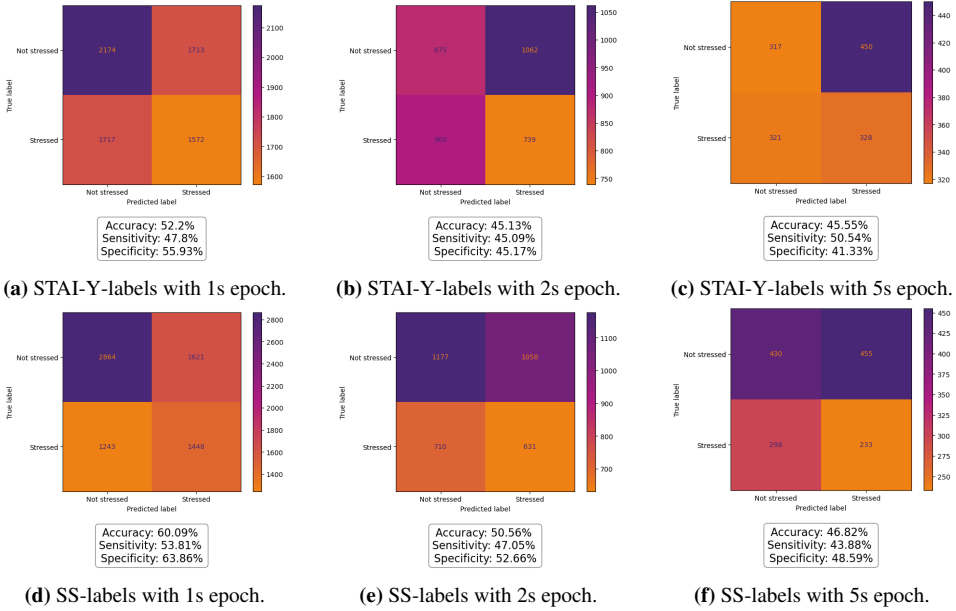 Not stressed
Stressed
True label
2174
1713
1717
1572
Not stressed
Stressed
Predicted label
2100
2000
1900
1800
1700
1600
Accuracy: 52.2%
Sensitivity: 47.8%
Specificity: 55.93%
(a) STAI-Y-labels with 1s epoch.
Not stressed
Stressed
True label
875
1062
900
739
Not stressed
Stressed
Predicted label
1050
1000
950
900
850
800
750
Accuracy: 45.13%
Sensitivity: 45.09%
Specificity: 45.17%
(b) STAI-Y-labels with 2s epoch.
Not stressed
Stressed
True label
317
450
321
328
Not stressed
Stressed
Predicted label
440
420
400
380
360
340
320
Accuracy: 45.55%
Sensitivity: 50.54%
Specificity: 41.33%
(c) STAI-Y-labels with 5s epoch.
Not stressed
Stressed
True label
2864
1621
1243
1448
Not stressed
Stressed
Predicted label
2800
2600
2400
2200
2000
1800
1600
1400
Accuracy: 60.09%
Sensitivity: 53.81%
Specificity: 63.86%
(d) SS-labels with 1s epoch.
Not stressed
Stressed
True label
1177
1058
710
631
Not stressed
Stressed
Predicted label
1100
1000
900
800
700
Accuracy: 50.56%
Sensitivity: 47.05%
Specificity: 52.66%
(e) SS-labels with 2s epoch.
Not stressed
Stressed
True label
430
455
298
233
Not stressed
Stressed
Predicted label
450
425
400
375
350
325
300
275
250
Accuracy: 46.82%
Sensitivity: 43.88%
Specificity: 48.59%
(f) SS-labels with 5s epoch.